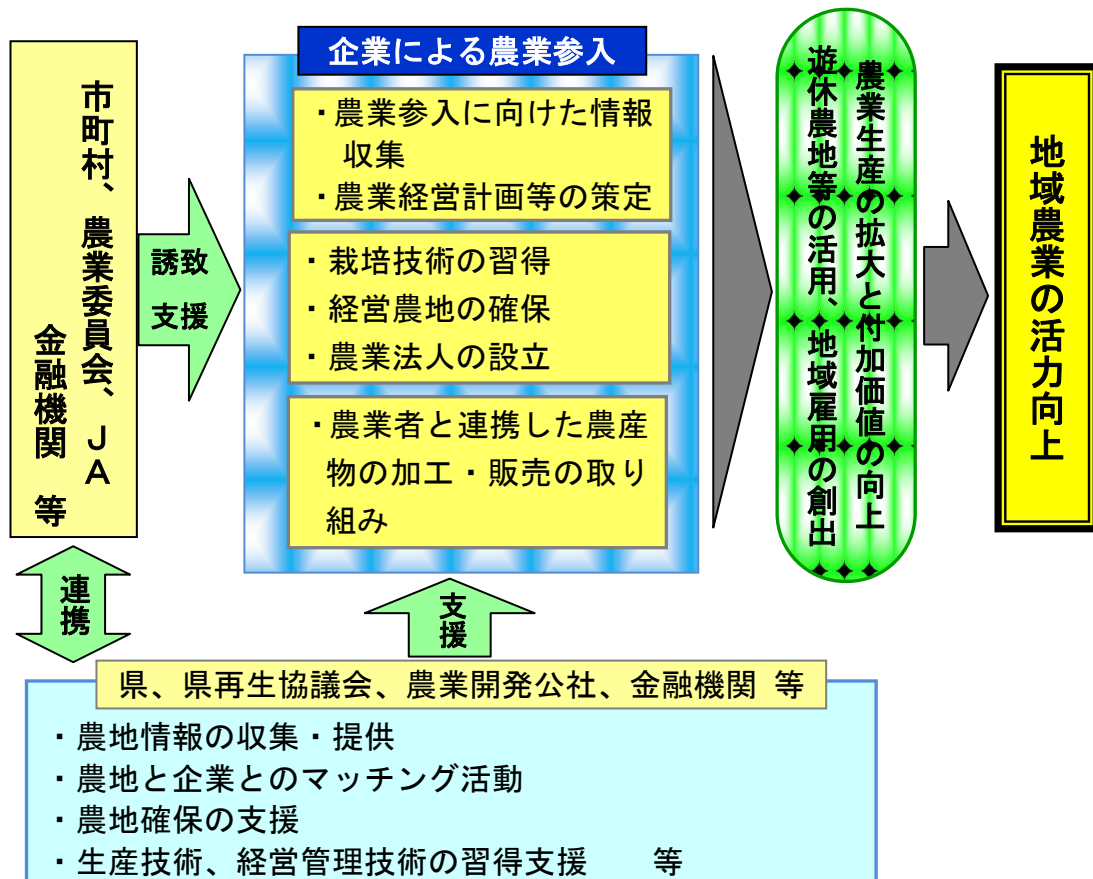 市町村、農業委員会、ＪＡ
金融機関 等
誘致
支援
企業による農業参入
・農業参入に向けた情報
収集
・農業経営計画等の策定
・栽培技術の習得
・経営農地の確保
・農業法人の設立
・農業者と連携した農産
物の加工・販売の取り
組み
農業生産の拡大と付加価値の向上
遊休農地等の活用、地域雇用の創出
地域農業の活力向上
連携
支援
県、県再生協議会、農業開発公社、金融機関 等
・農地情報の収集・提供
・農地と企業とのマッチング活動
・農地確保の支援
・生産技術、経営管理技術の習得支援　　等